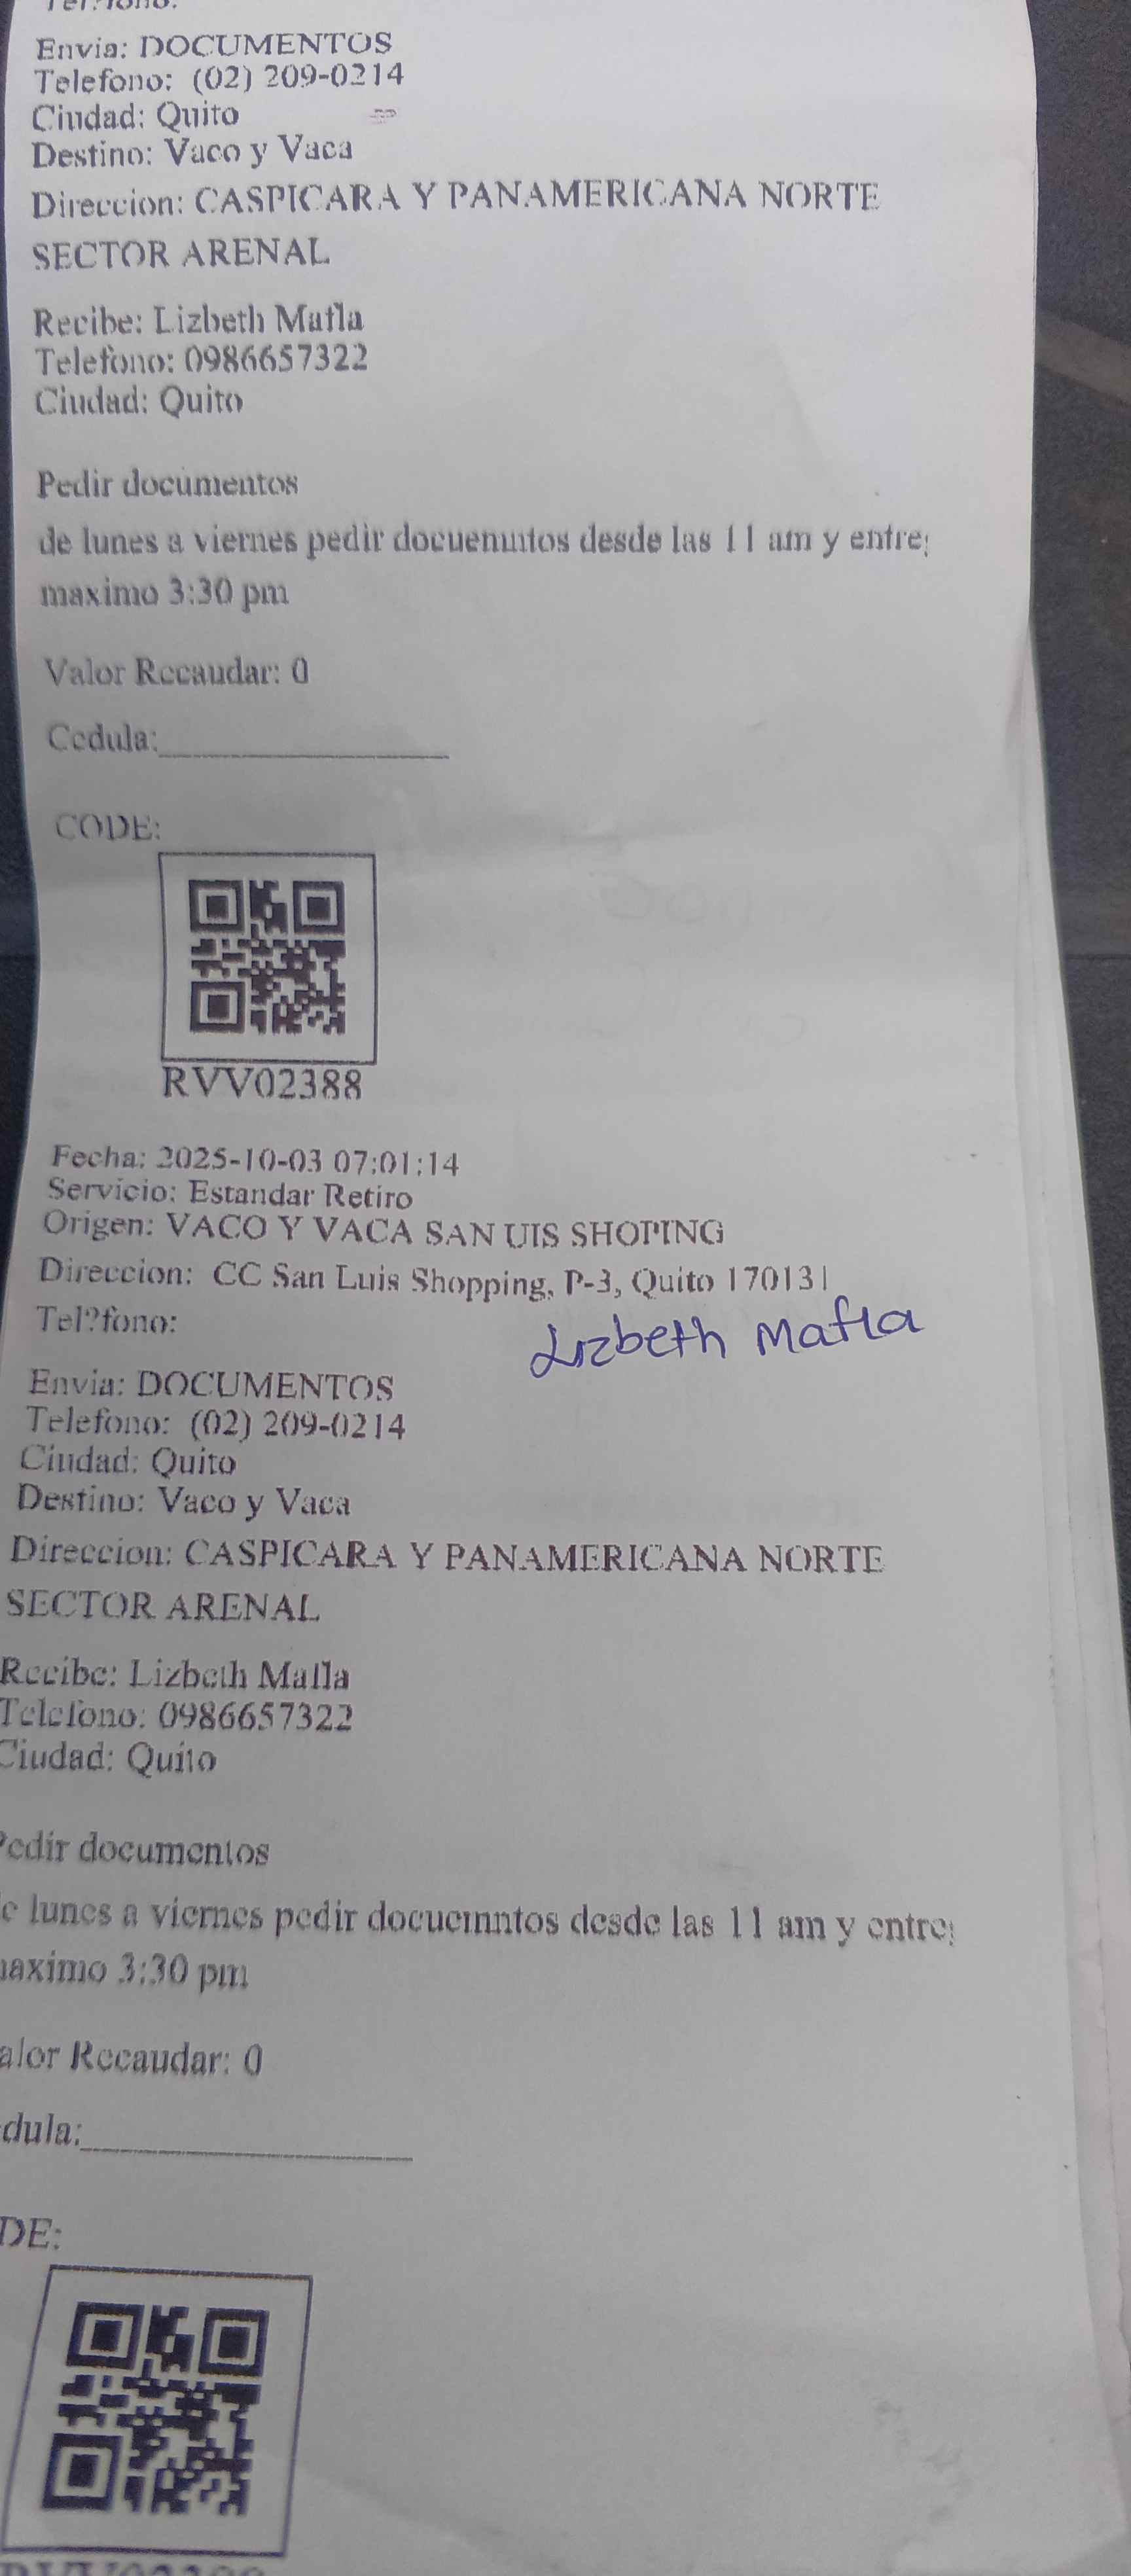 Tel?fono:
Envia: DOCUMENTOS
Telefono: (02) 209-0214
Ciudad: Quito
Destino: Vaco y Vaca
Direccion: CASPICARA Y PANAMERICANA NORTE
SECTOR ARENAL
Recibe: Lizbeth Mafla
Telefono: 0986657322
Ciudad: Quito
Pedir documentos
de lunes a viernes pedir docuemntos desde las 11 am y entre
maximo 3:30 pm
Valor Recaudar: 0
Cedula:
CODE:
RVV02388
Fecha: 2025-10-03 07:01:14
Servicio: Estandar Retiro
Origen: VACO Y VACA SAN UIS SHOPING
Direccion: CC San Luis Shopping, P-3, Quito 170131
Tel?fono:
Lizbeth Mafla
Envia: DOCUMENTOS
Telefono: (02) 209-0214
Ciudad: Quito
Destino: Vaco y Vaca
Direccion: CASPICARA Y PANAMERICANA NORTE
SECTOR ARENAL
Recibe: Lizbeth Mafla
Telefono: 0986657322
Ciudad: Quito
Pedir documentos
e lunes a viernes pedir docuemntos desde las 11 am y entre
maximo 3:30 pm
alor Recaudar: 0
dula:
DE:
RVV02388